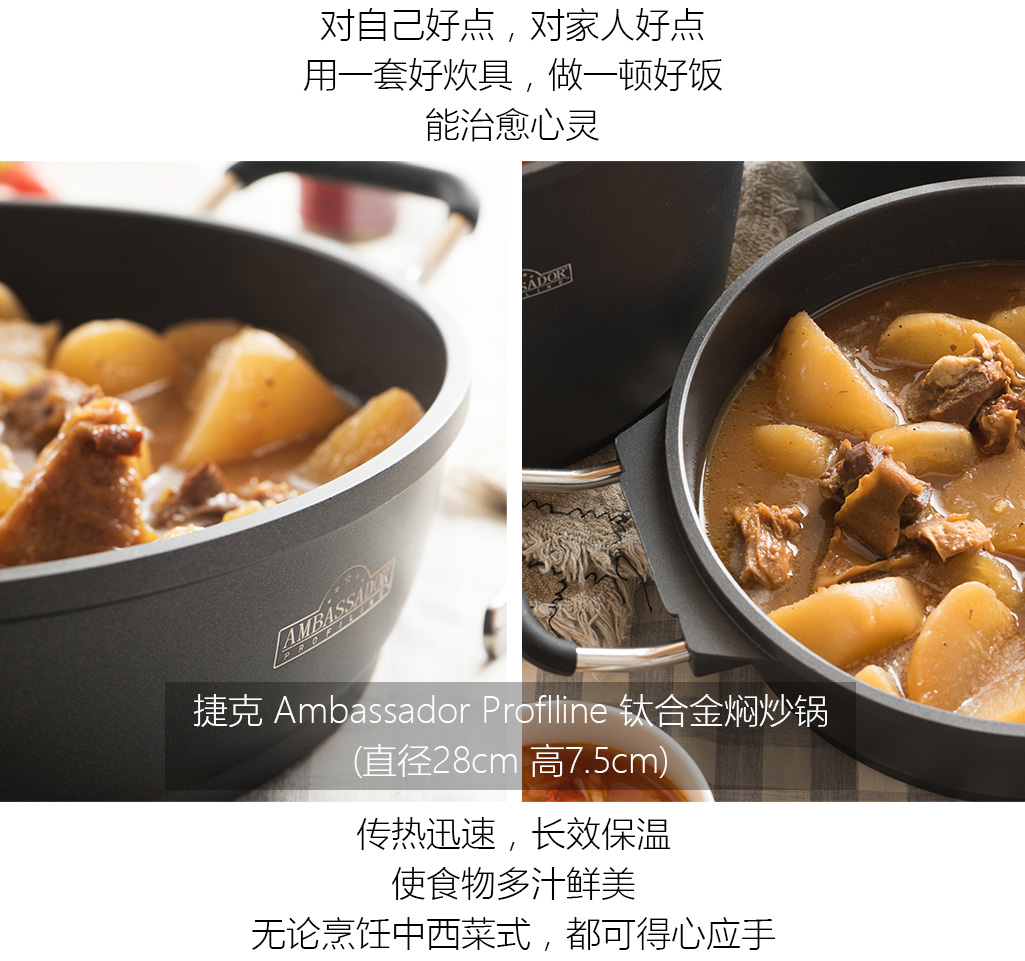 对自己好点，对家人好点
用一套好炊具，做一顿好饭
能治愈心灵
SADOR
LINE
AMBASSADOR
PROFILINE
捷克 Ambassador Proflline 钛合金焖炒锅
(直径28cm 高7.5cm)
传热迅速，长效保温
使食物多汁鲜美
无论烹饪中西菜式，都可得心应手